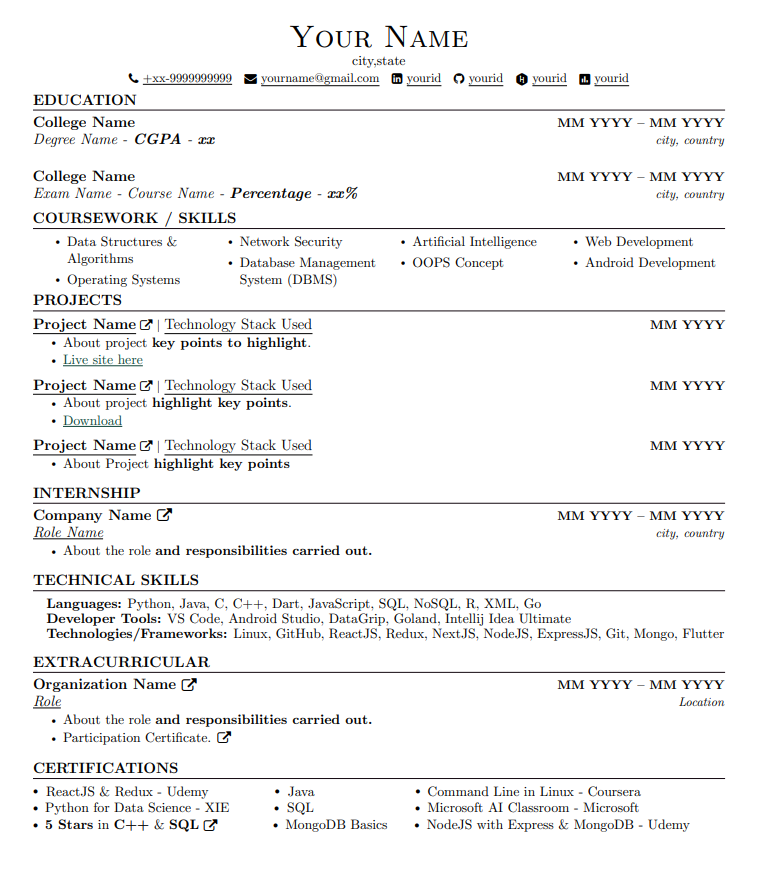 Your Name
city,state
+xx-9999999999 yourname@gmail.com yourid yourid yourid yourid
EDUCATION
College Name MM YYYY – MM YYYY
Degree Name - CGPA - xx city, country
College Name MM YYYY – MM YYYY
Exam Name - Course Name - Percentage - xx% city, country
COURSEWORK / SKILLS
• Data Structures & • Network Security • Artificial Intelligence • Web Development
Algorithms • Database Management • OOPS Concept • Android Development
• Operating Systems System (DBMS)
PROJECTS
Project Name | Technology Stack Used MM YYYY
• About project key points to highlight.
• Live site here
Project Name | Technology Stack Used MM YYYY
• About project highlight key points.
• Download
Project Name | Technology Stack Used MM YYYY
• About Project highlight key points
INTERNSHIP
Company Name MM YYYY – MM YYYY
Role Name city, country
• About the role and responsibilities carried out.
TECHNICAL SKILLS
Languages: Python, Java, C, C++, Dart, JavaScript, SQL, NoSQL, R, XML, Go
Developer Tools: VS Code, Android Studio, DataGrip, Goland, Intellij Idea Ultimate
Technologies/Frameworks: Linux, GitHub, ReactJS, Redux, NextJS, NodeJS, ExpressJS, Git, Mongo, Flutter
EXTRACURRICULAR
Organization Name MM YYYY – MM YYYY
Role Location
• About the role and responsibilities carried out.
• Participation Certificate.
CERTIFICATIONS
• ReactJS & Redux - Udemy • Java • Command Line in Linux - Coursera
• Python for Data Science - XIE • SQL • Microsoft AI Classroom - Microsoft
• 5 Stars in C++ & SQL • MongoDB Basics • NodeJS with Express & MongoDB - Udemy